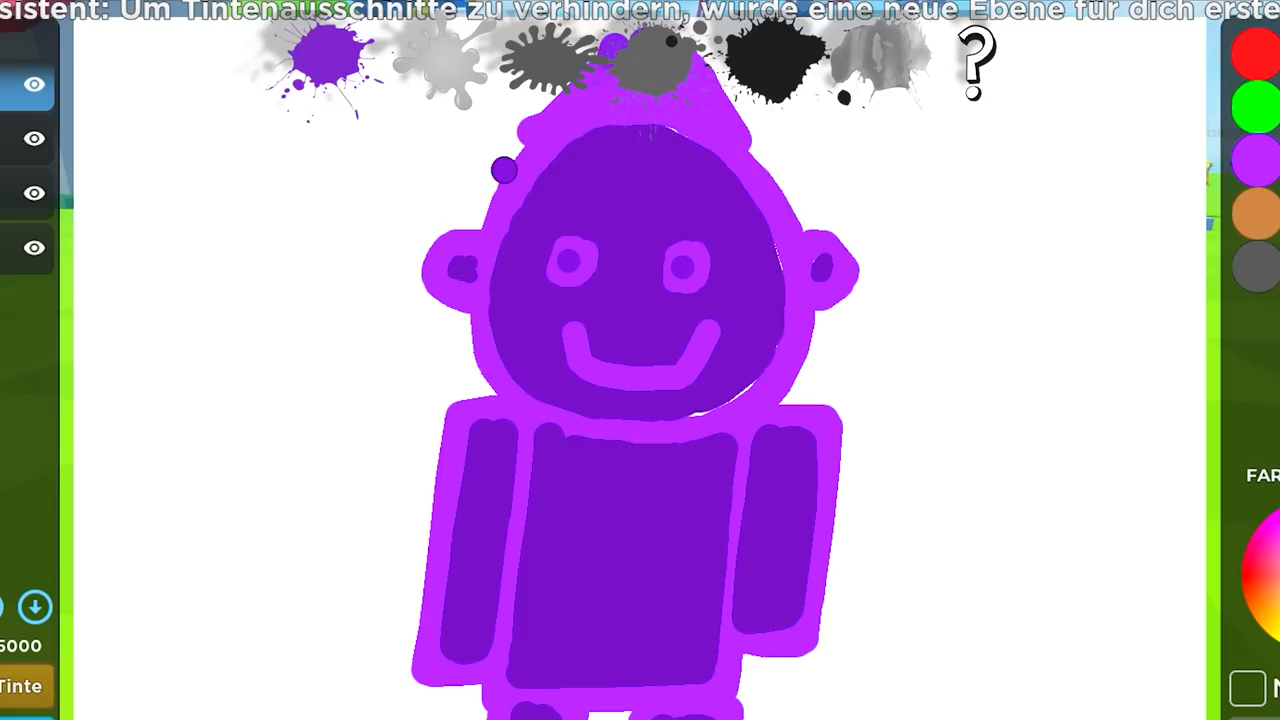 sistent: Um Tintenausschnitte zu verhindern, wurde eine neue Ebene für dich erste
?
FAR
5000
Tinte